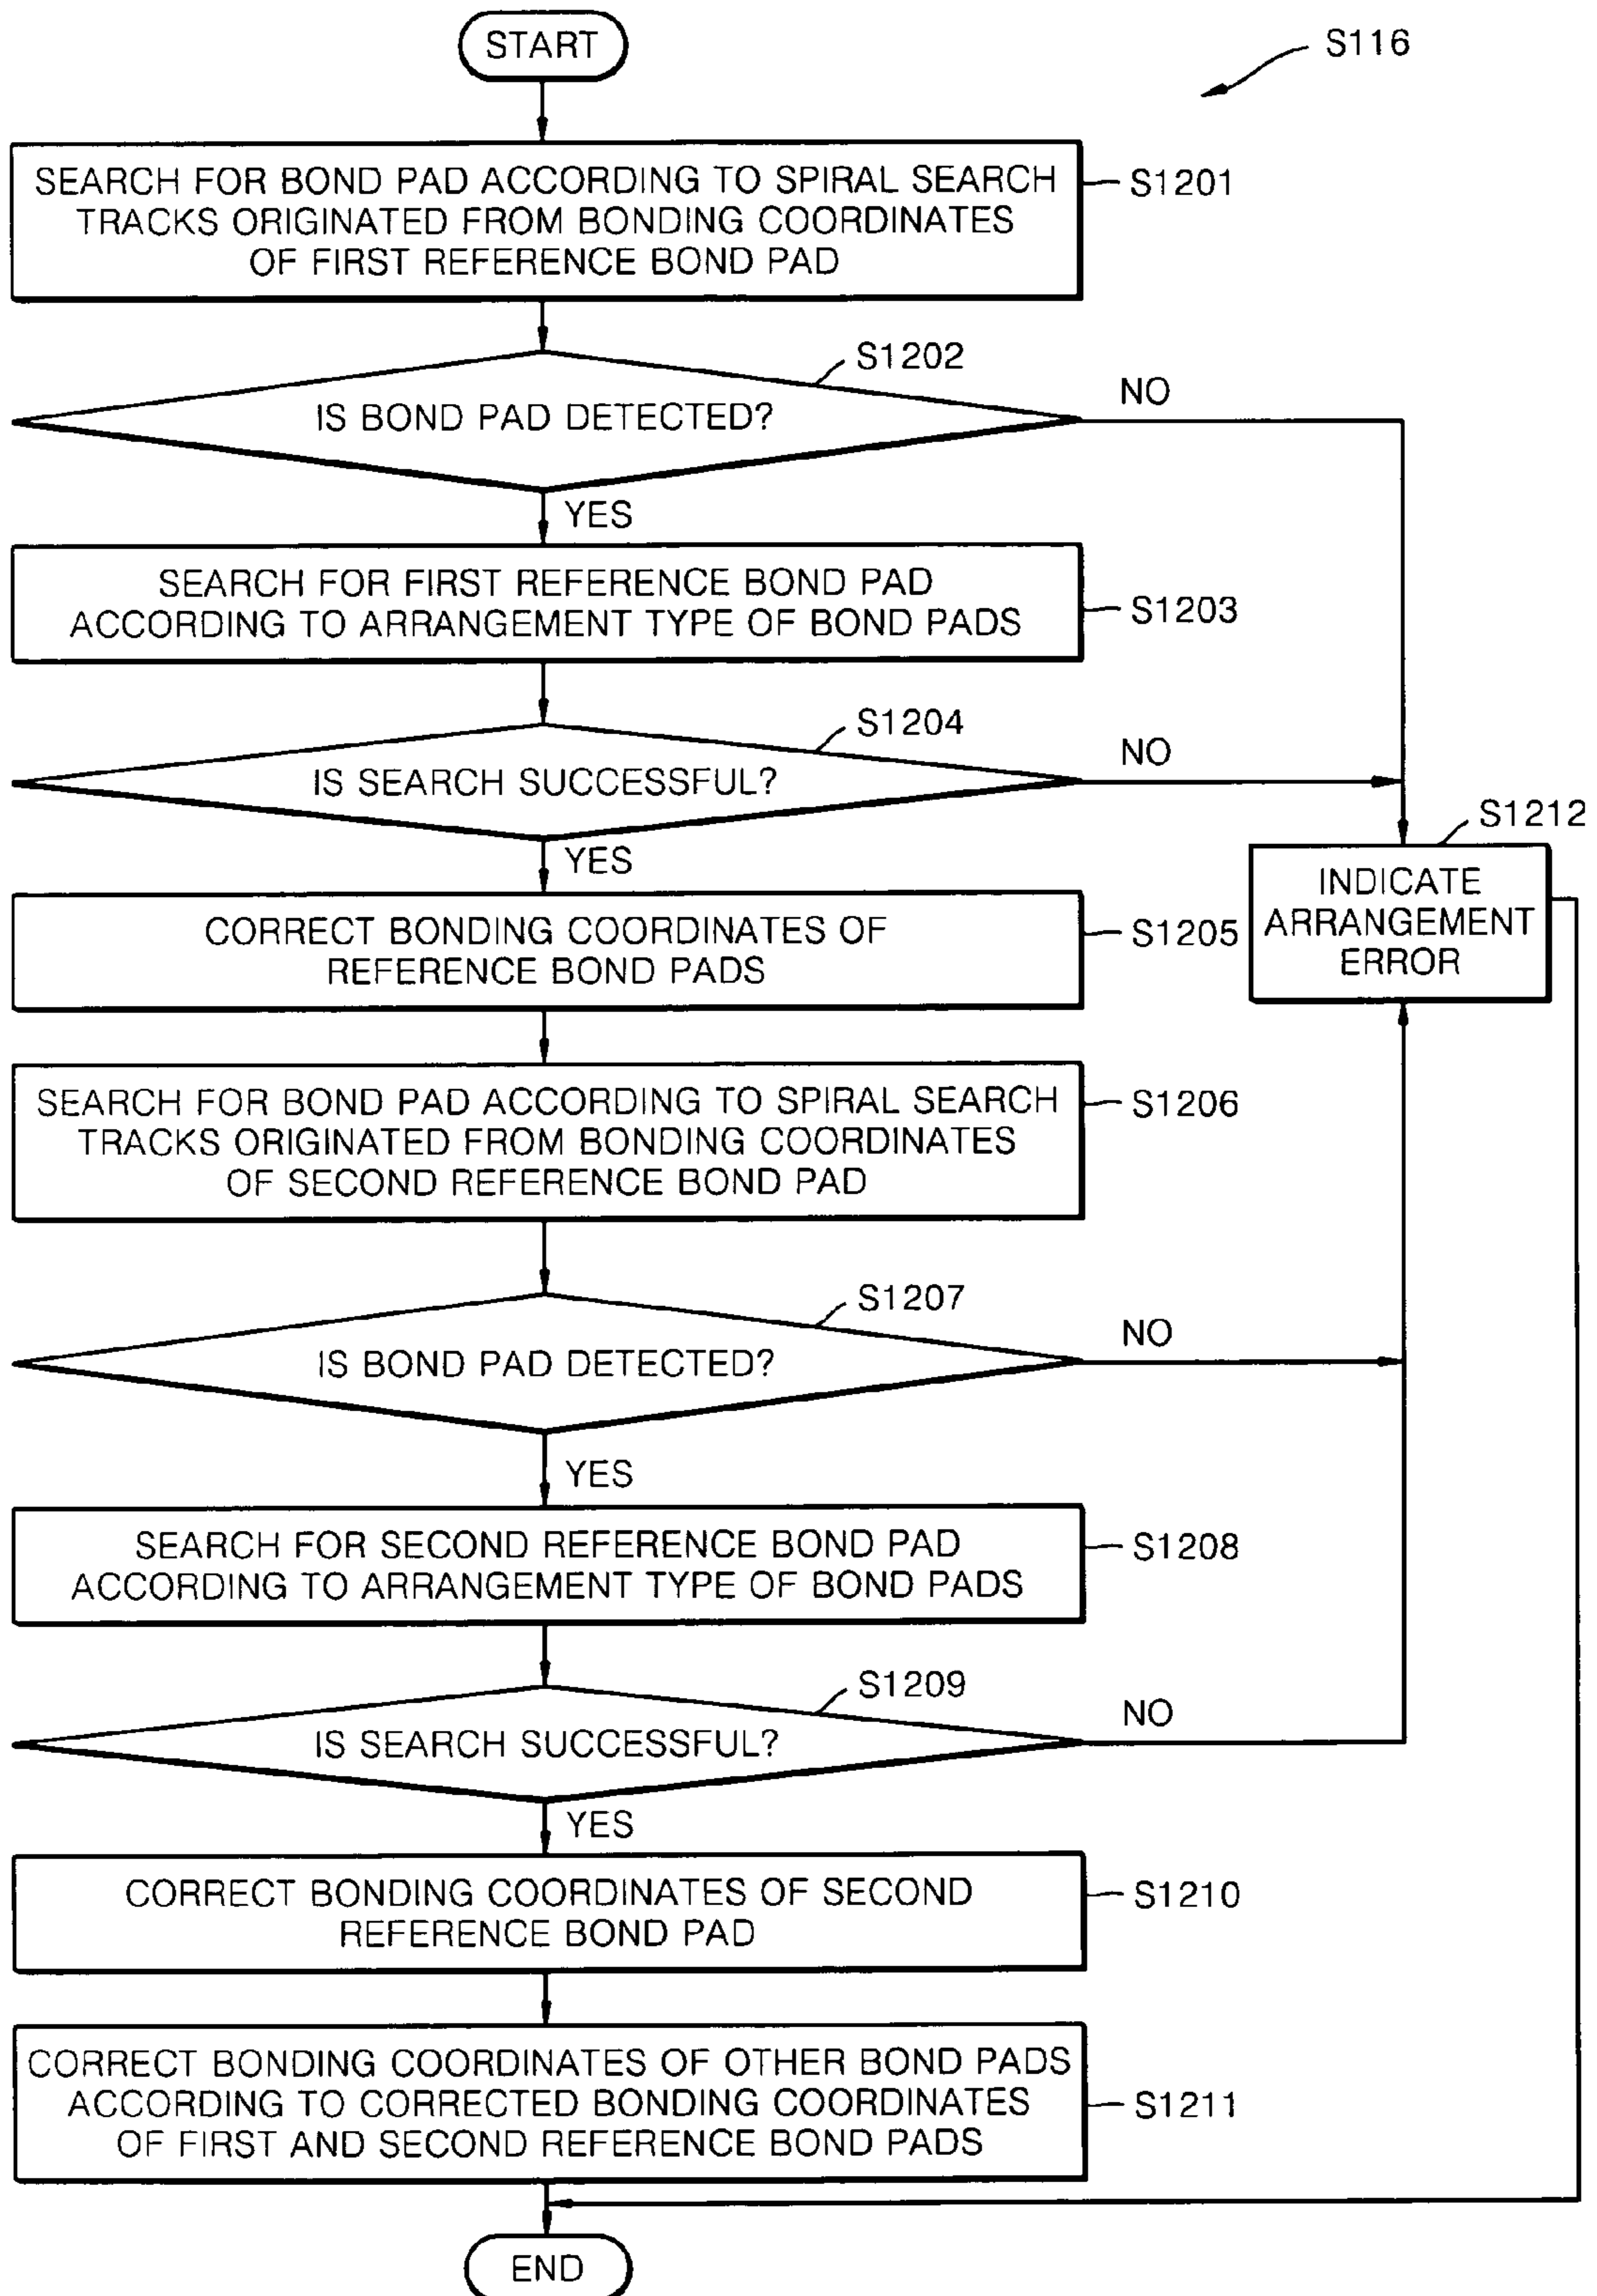 START
S116
SEARCH FOR BOND PAD ACCORDING TO SPIRAL SEARCH
TRACKS ORIGINATED FROM BONDING COORDINATES
OF FIRST REFERENCE BOND PAD
S1201
S1202
IS BOND PAD DETECTED?
NO
YES
SEARCH FOR FIRST REFERENCE BOND PAD
ACCORDING TO ARRANGEMENT TYPE OF BOND PADS
S1203
S1204
IS SEARCH SUCCESSFUL?
NO
YES
S1212
INDICATE
ARRANGEMENT
ERROR
CORRECT BONDING COORDINATES OF
REFERENCE BOND PADS
S1205
SEARCH FOR BOND PAD ACCORDING TO SPIRAL SEARCH
TRACKS ORIGINATED FROM BONDING COORDINATES
OF SECOND REFERENCE BOND PAD
S1206
S1207
IS BOND PAD DETECTED?
NO
YES
SEARCH FOR SECOND REFERENCE BOND PAD
ACCORDING TO ARRANGEMENT TYPE OF BOND PADS
S1208
S1209
IS SEARCH SUCCESSFUL?
NO
YES
CORRECT BONDING COORDINATES OF SECOND
REFERENCE BOND PAD
S1210
CORRECT BONDING COORDINATES OF OTHER BOND PADS
ACCORDING TO CORRECTED BONDING COORDINATES
OF FIRST AND SECOND REFERENCE BOND PADS
S1211
END